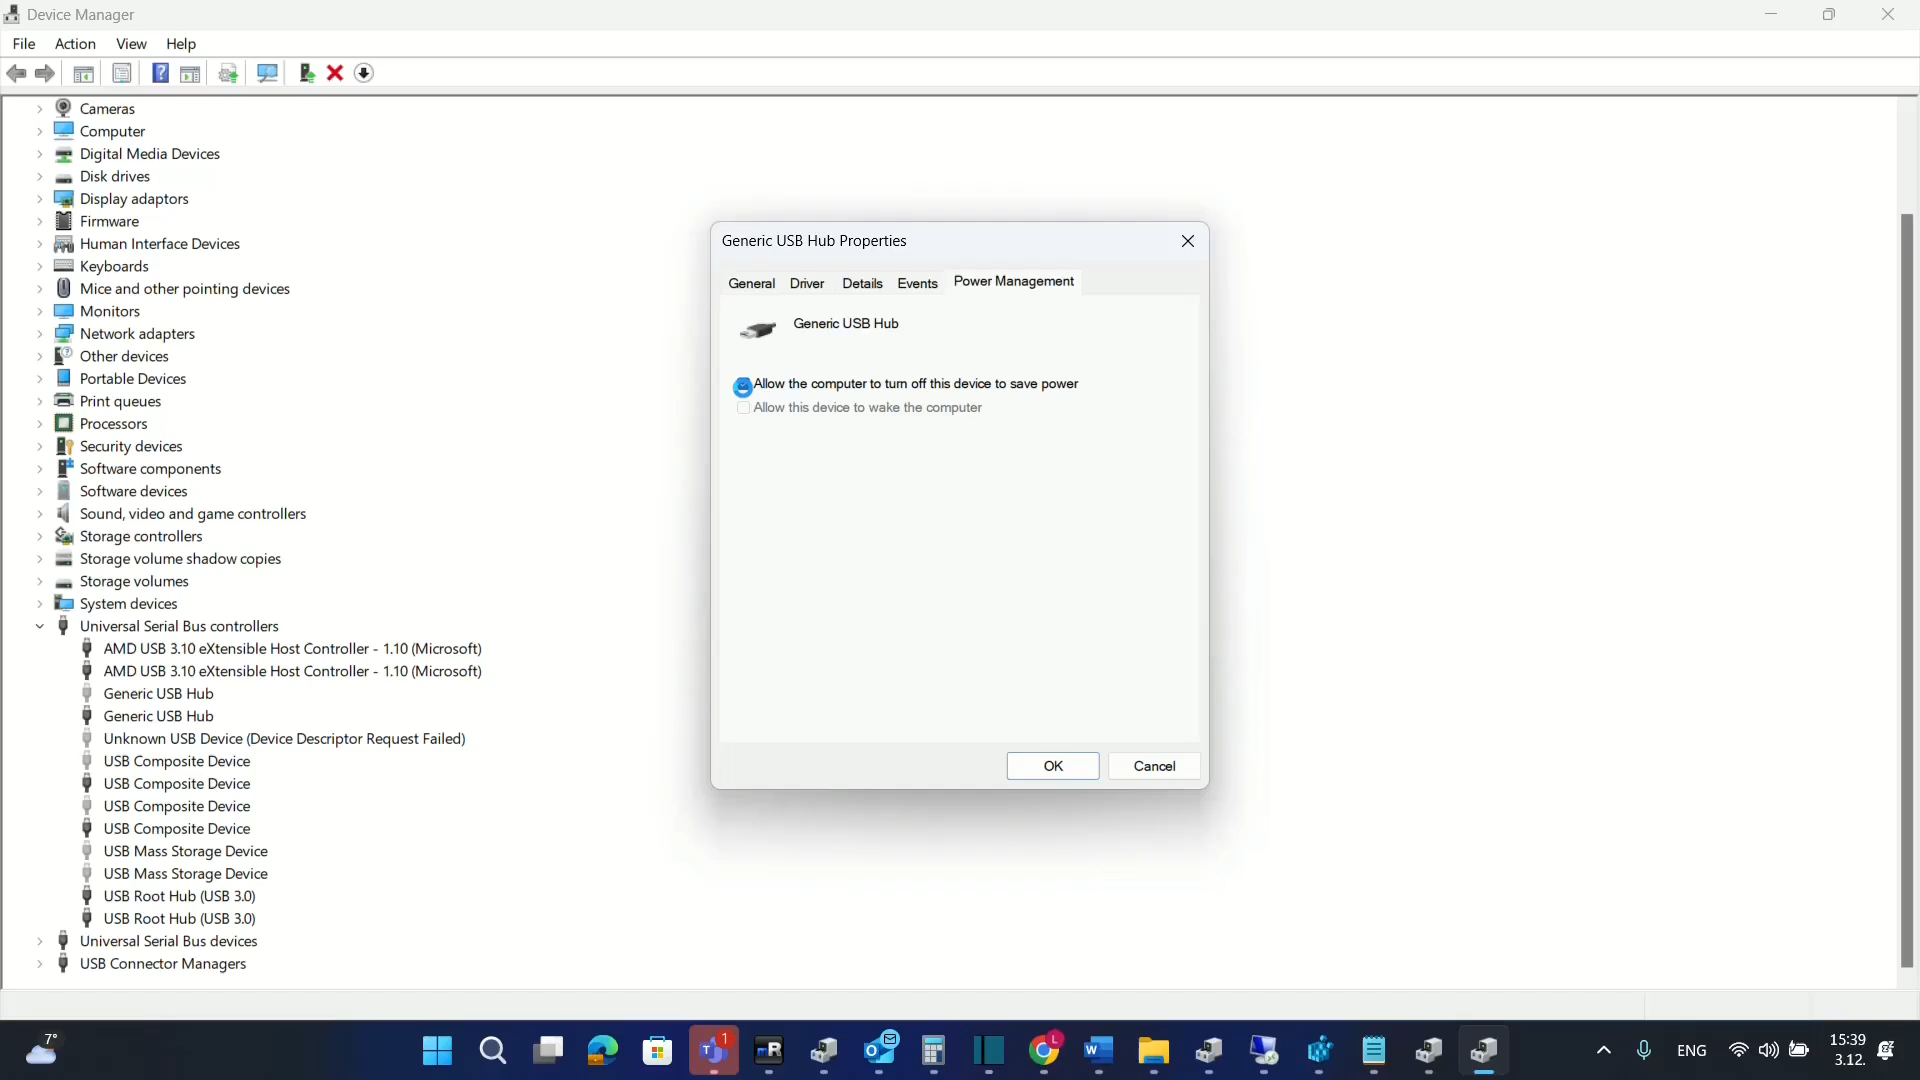 Device Manager
File Action View Help
Cameras
Computer
Digital Media Devices
Disk drives
Display adaptors
Firmware
Human Interface Devices
Keyboards
Mice and other pointing devices
Monitors
Network adapters
Other devices
Portable Devices
Print queues
Processors
Security devices
Software components
Software devices
Sound, video and game controllers
Storage controllers
Storage volume shadow copies
Storage volumes
System devices
Universal Serial Bus controllers
AMD USB 3.10 eXtensible Host Controller - 1.10 (Microsoft)
AMD USB 3.10 eXtensible Host Controller - 1.10 (Microsoft)
Generic USB Hub
Generic USB Hub
Unknown USB Device (Device Descriptor Request Failed)
USB Composite Device
USB Composite Device
USB Composite Device
USB Composite Device
USB Mass Storage Device
USB Mass Storage Device
USB Root Hub (USB 3.0)
USB Root Hub (USB 3.0)
Universal Serial Bus devices
USB Connector Managers
Generic USB Hub Properties
General Driver Details Events Power Management
Generic USB Hub
Allow the computer to turn off this device to save power
Allow this device to wake the computer
OK Cancel
7°
1
L
ENG
15:39
3.12.